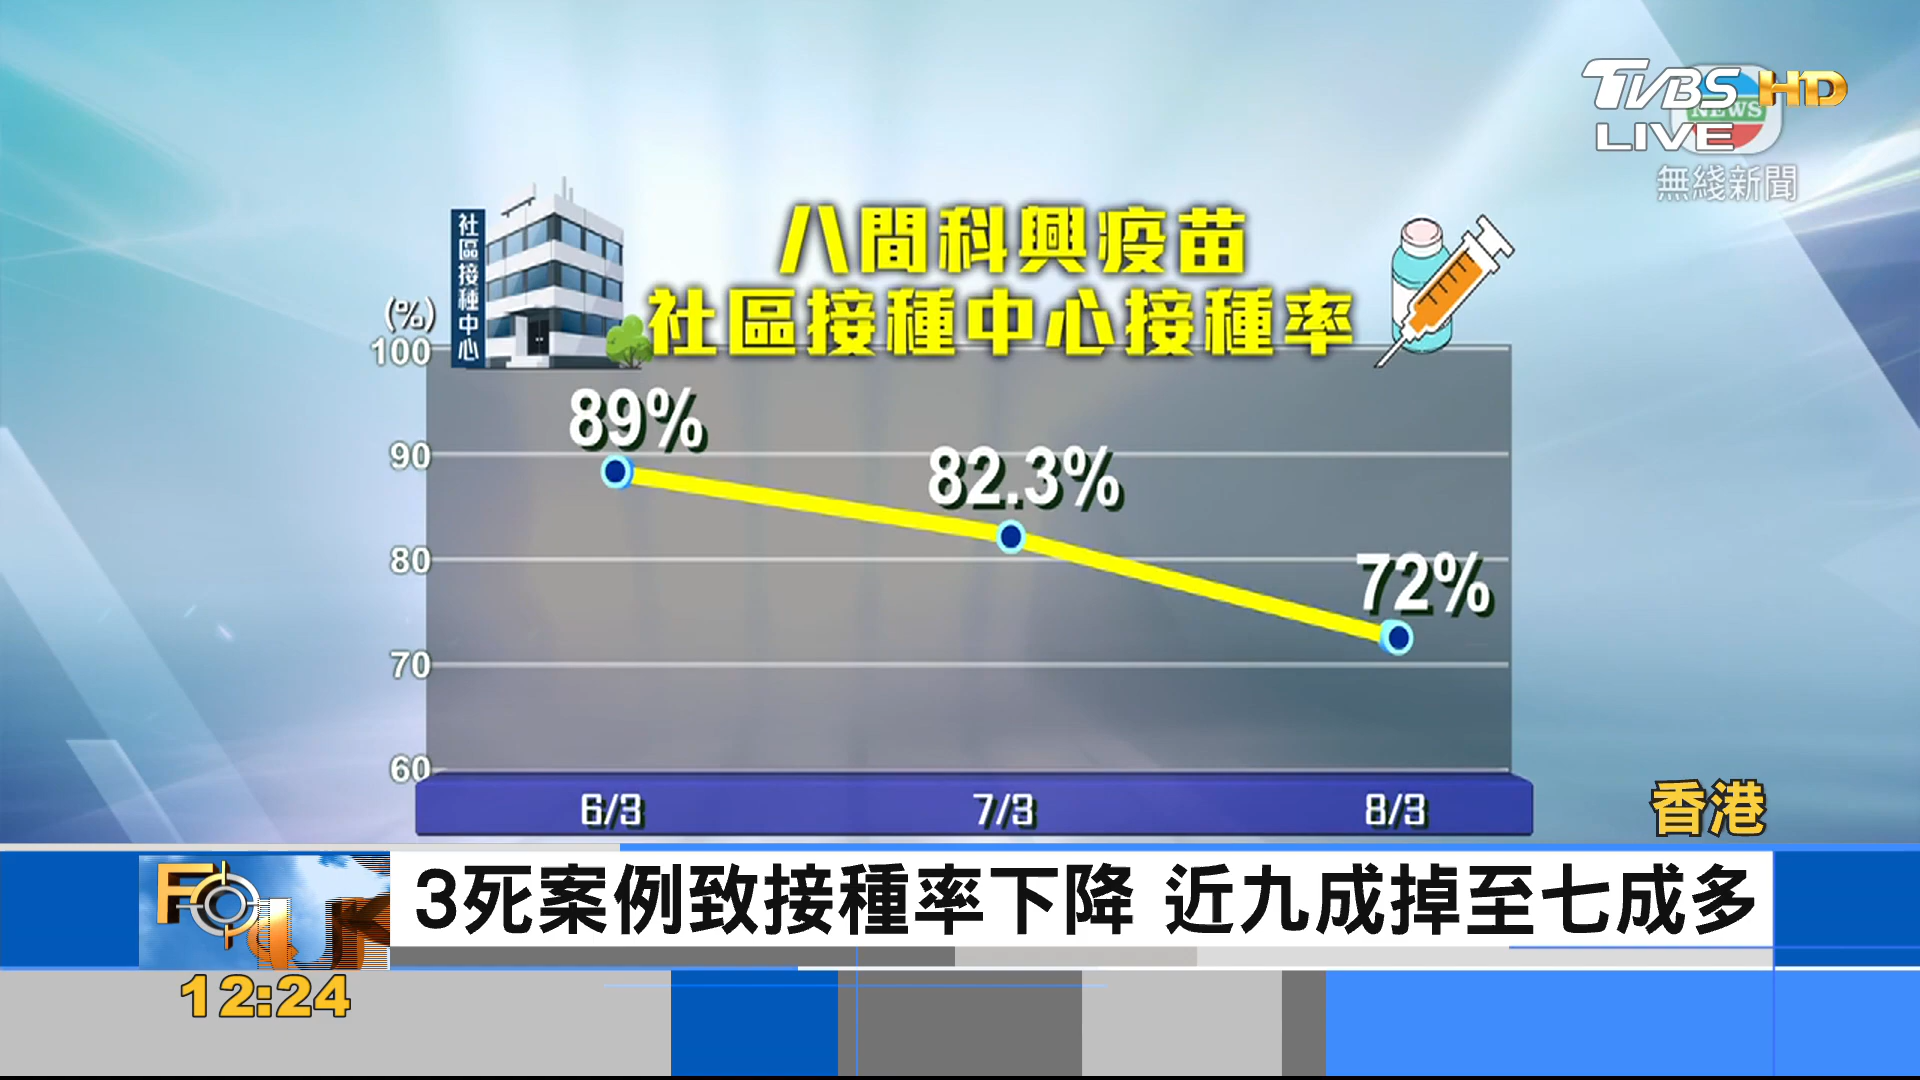 TVBS HD
NEWS
LIVE
無綫新聞
社區接種中心
八間科興疫苗
社區接種中心接種率
(%)
100
90
80
70
60
89%
82.3%
72%
6/3
7/3
8/3
香港
3死案例致接種率下降 近九成掉至七成多
12:24